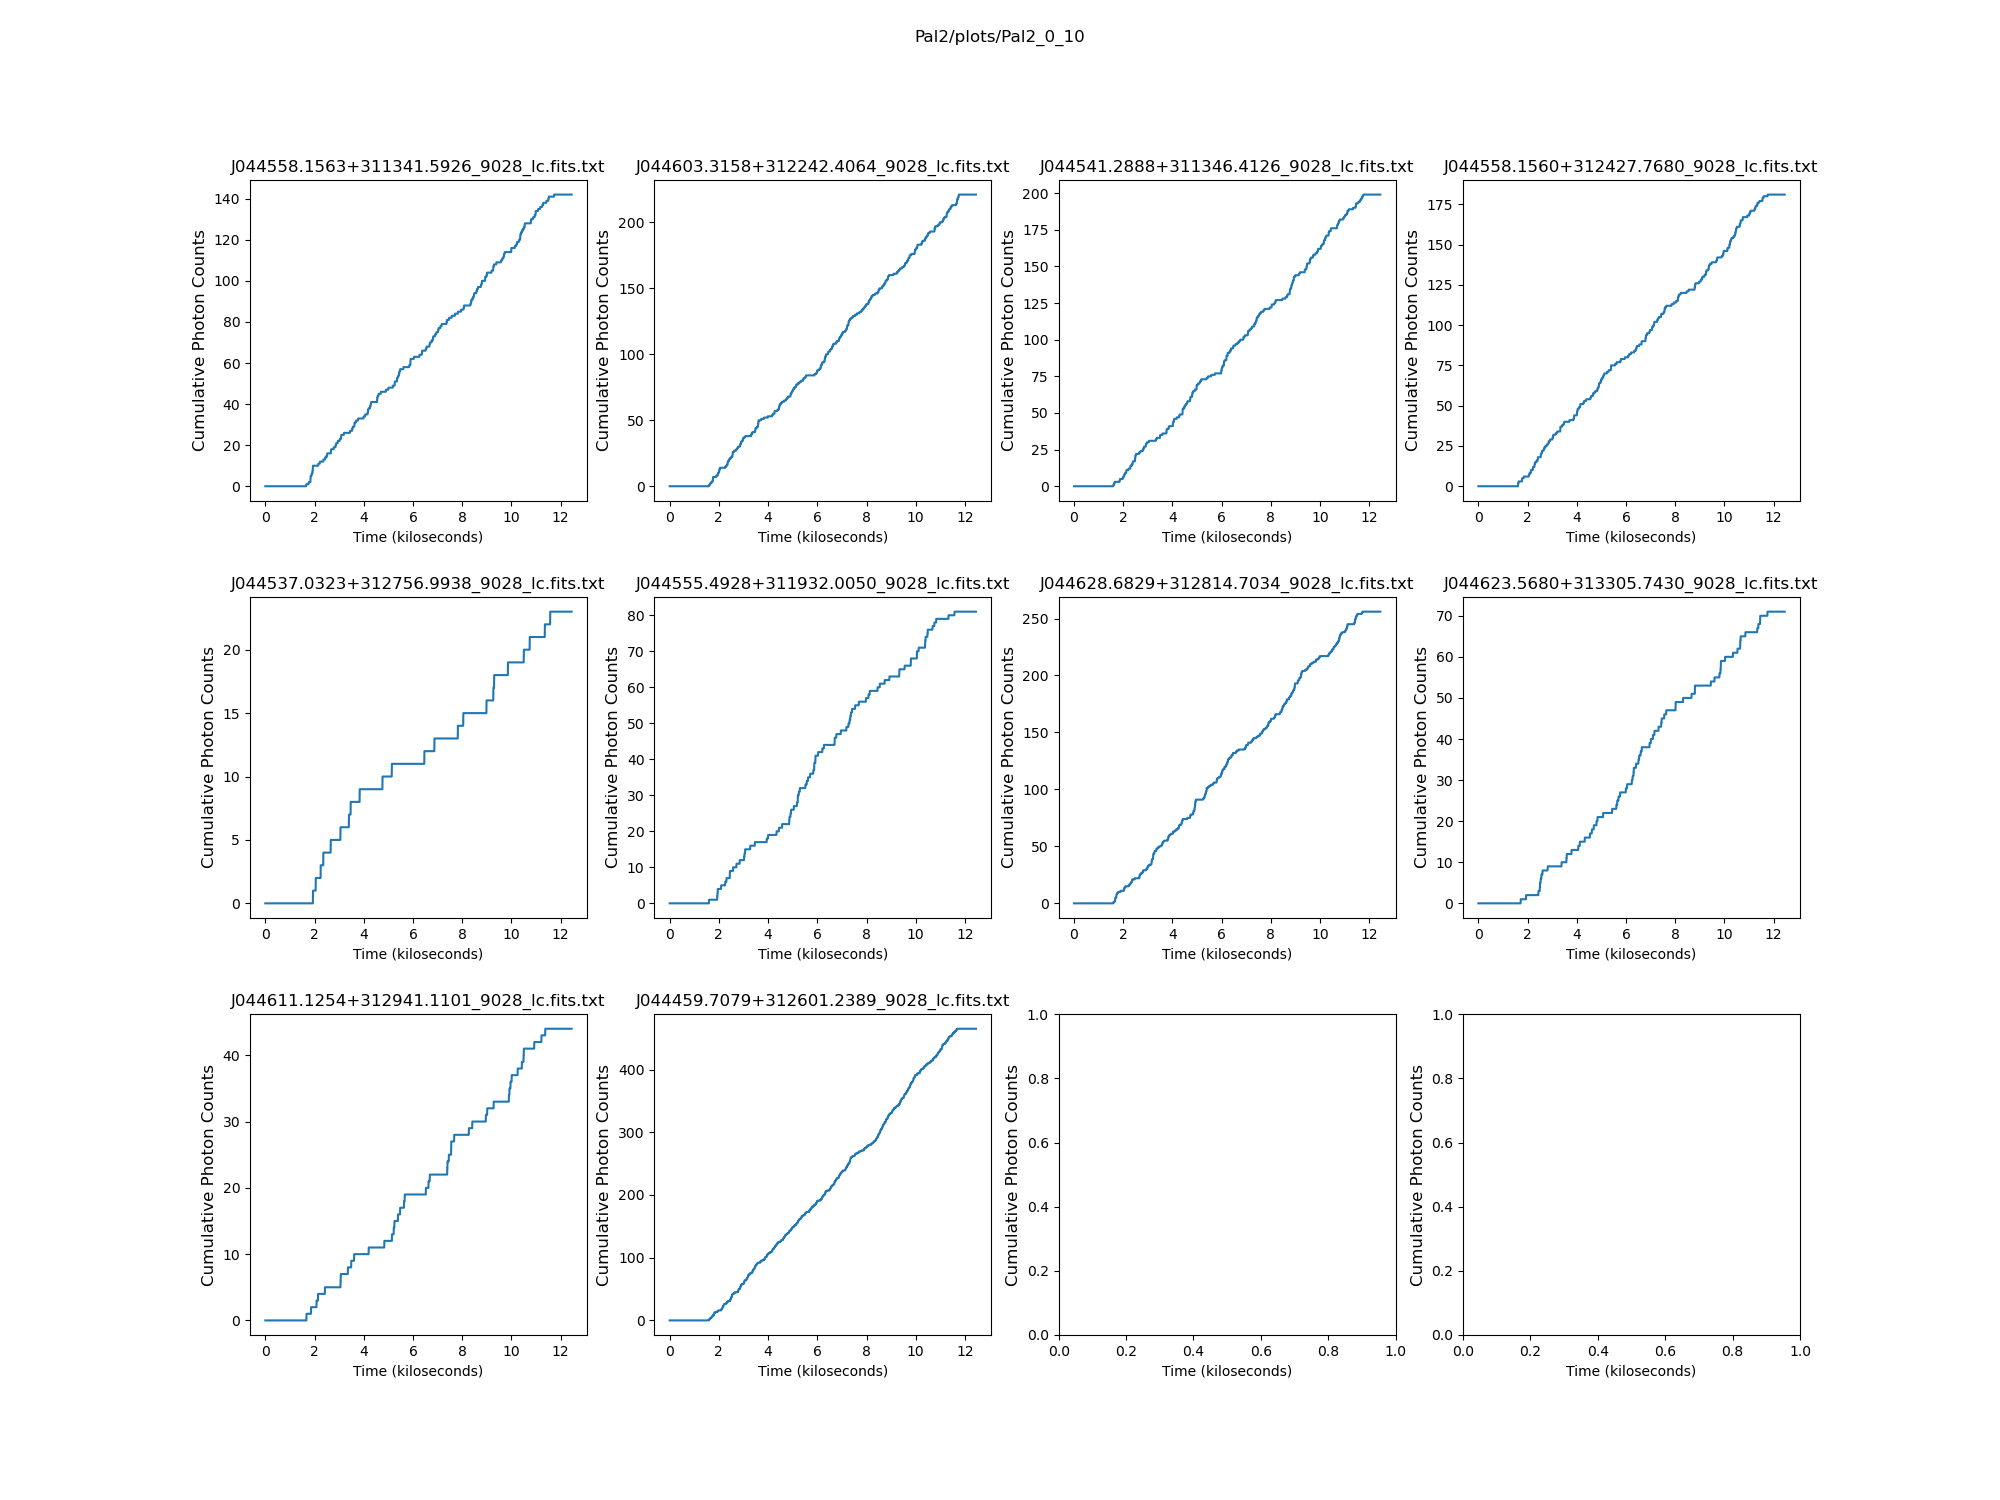 Pal2/plots/Pal2_0_10
J044558.1563+311341.5926_9028_lc.fits.txt
Cumulative Photon Counts
140
120
100
80
60
40
20
0
0 2 4 6 8 10 12
Time (kiloseconds)
J044603.3158+312242.4064_9028_lc.fits.txt
Cumulative Photon Counts
200
150
100
50
0
0 2 4 6 8 10 12
Time (kiloseconds)
J044541.2888+311346.4126_9028_lc.fits.txt
Cumulative Photon Counts
200
175
150
125
100
75
50
25
0
0 2 4 6 8 10 12
Time (kiloseconds)
J044558.1560+312427.7680_9028_lc.fits.txt
Cumulative Photon Counts
175
150
125
100
75
50
25
0
0 2 4 6 8 10 12
Time (kiloseconds)
J044537.0323+312756.9938_9028_lc.fits.txt
Cumulative Photon Counts
20
15
10
5
0
0 2 4 6 8 10 12
Time (kiloseconds)
J044555.4928+311932.0050_9028_lc.fits.txt
Cumulative Photon Counts
80
70
60
50
40
30
20
10
0
0 2 4 6 8 10 12
Time (kiloseconds)
J044628.6829+312814.7034_9028_lc.fits.txt
Cumulative Photon Counts
250
200
150
100
50
0
0 2 4 6 8 10 12
Time (kiloseconds)
J044623.5680+313305.7430_9028_lc.fits.txt
Cumulative Photon Counts
70
60
50
40
30
20
10
0
0 2 4 6 8 10 12
Time (kiloseconds)
J044611.1254+312941.1101_9028_lc.fits.txt
Cumulative Photon Counts
40
30
20
10
0
0 2 4 6 8 10 12
Time (kiloseconds)
J044459.7079+312601.2389_9028_lc.fits.txt
Cumulative Photon Counts
400
300
200
100
0
0 2 4 6 8 10 12
Time (kiloseconds)
Cumulative Photon Counts
1.0
0.8
0.6
0.4
0.2
0.0
0.0 0.2 0.4 0.6 0.8 1.0
Time (kiloseconds)
Cumulative Photon Counts
1.0
0.8
0.6
0.4
0.2
0.0
0.0 0.2 0.4 0.6 0.8 1.0
Time (kiloseconds)